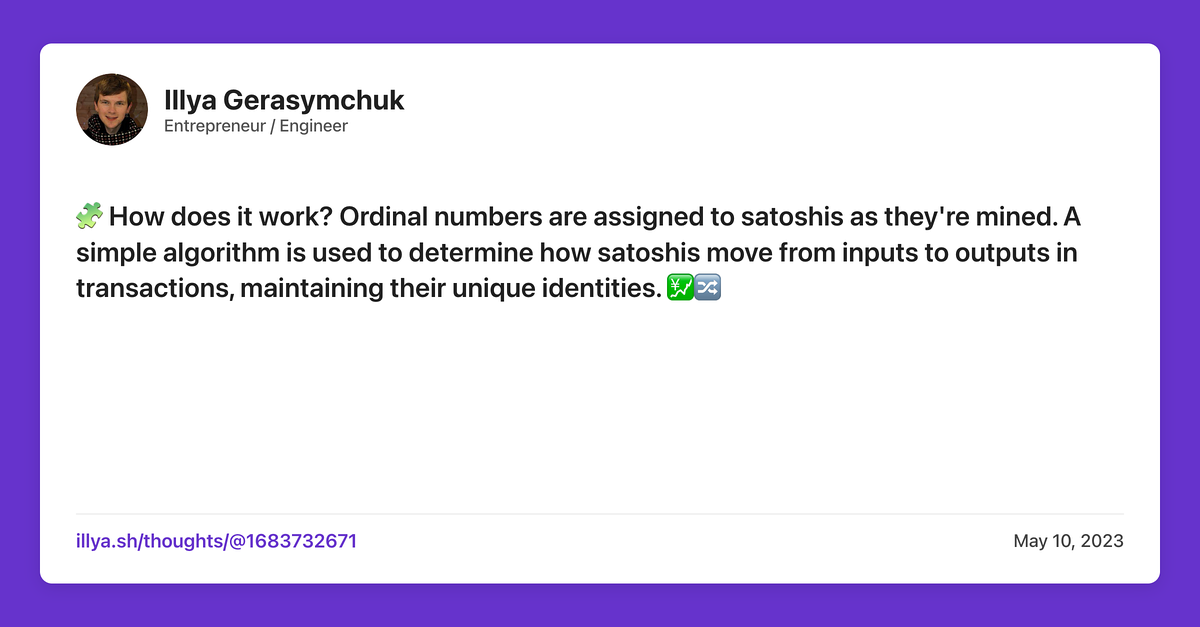 Illya Gerasymchuk
Entrepreneur / Engineer
🧩 How does it work? Ordinal numbers are assigned to satoshis as they're mined. A
simple algorithm is used to determine how satoshis move from inputs to outputs in
transactions, maintaining their unique identities. 💹🔀
illya.sh/thoughts/@1683732671
May 10, 2023